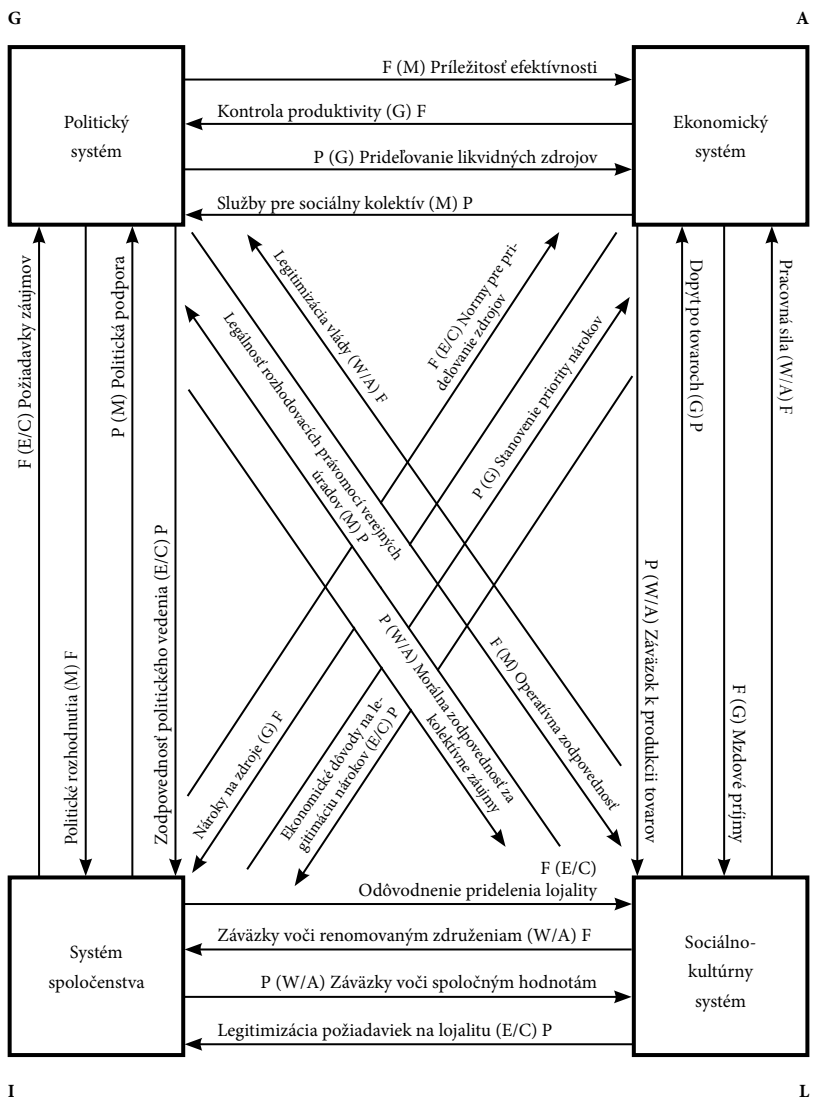 G
A
Politický
systém
Ekonomický
systém
F (M) Príležitosť efektívnosti
Kontrola produktivity (G) F
P (G) Prideľovanie likvidných zdrojov
Služby pre sociálny kolektív (M) P
F (E/C) Požiadavky záujmov
Politické rozhodnutia (M) F
P (M) Politická podpora
Zodpovednosť politického vedenia (E/C) P
Legitimizácia vlády (W/A) F
Legálnosť rozhodovacích právomocí verejných
úradov (M) P
F (E/C) Normy pre pri-
deľovanie zdrojov
P (G) Stanovenie priority nárokov
Nároky na zdroje (G) F
Ekonomické dôvody na le-
gitimáciu nárokov (E/C) P
P (W/A) Morálna zodpovednosť za
kolektívne záujmy
F (M) Operatívna zodpovednosť
P (W/A) Záväzok k produkcii tovarov
Dopyt po tovaroch (G) P
F (G) Mzdové príjmy
Pracovná sila (W/A) F
Systém
spoločenstva
Sociálno-
kultúrny
systém
F (E/C)
Odôvodnenie pridelenia lojality
Záväzky voči renomovaným združeniam (W/A) F
P (W/A) Záväzky voči spoločným hodnotám
Legitimizácia požiadaviek na lojalitu (E/C) P
I
L